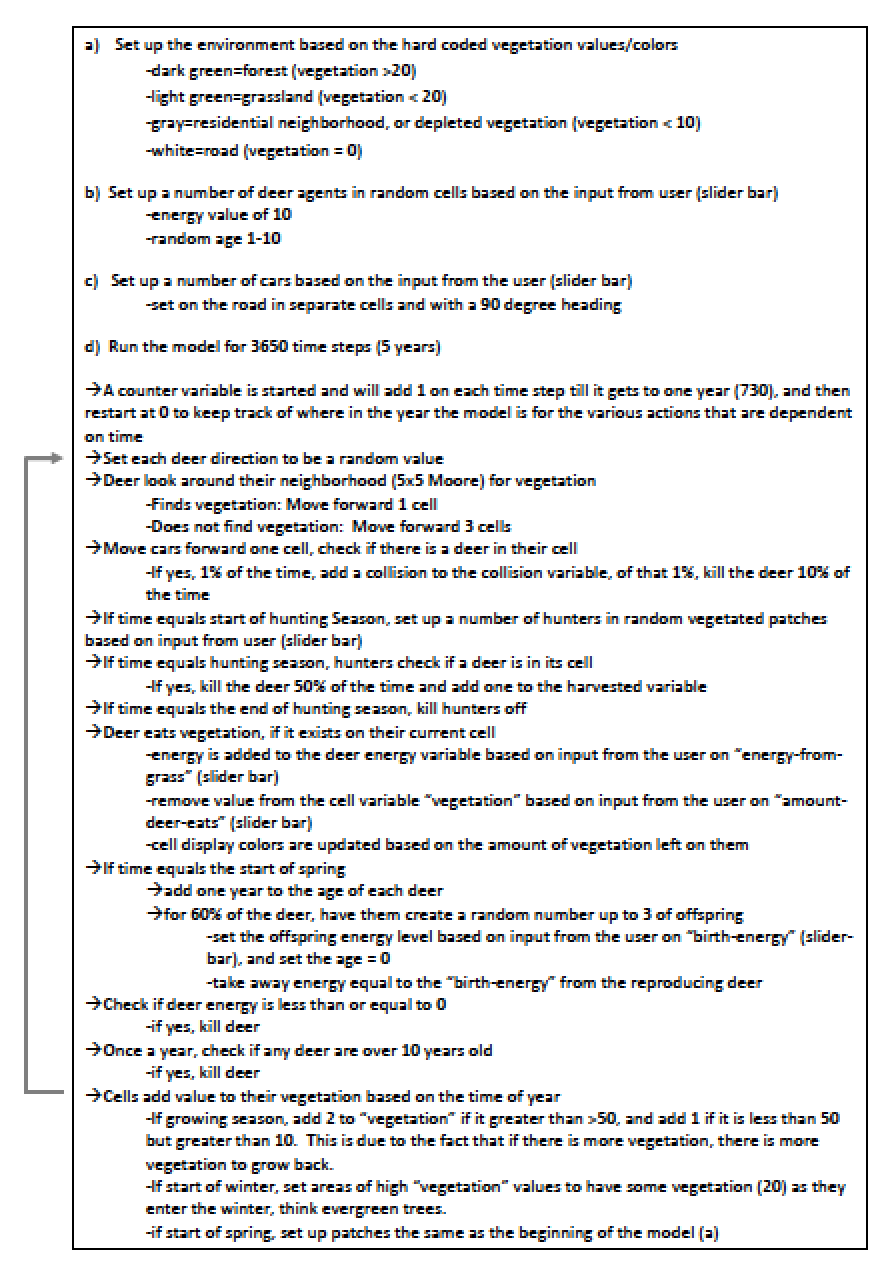 a) Set up the environment based on the hard coded vegetation values/colors
-dark green=forest (vegetation >20)
-light green=grassland (vegetation < 20)
-gray=residential neighborhood, or depleted vegetation (vegetation < 10)
-white=road (vegetation = 0)
b) Set up a number of deer agents in random cells based on the input from user (slider bar)
-energy value of 10
-random age 1-10
c) Set up a number of cars based on the input from the user (slider bar)
-set on the road in separate cells and with a 90 degree heading
d) Run the model for 3650 time steps (5 years)
→A counter variable is started and will add 1 on each time step till it gets to one year (730), and then
restart at 0 to keep track of where in the year the model is for the various actions that are dependent
on time
→Set each deer direction to be a random value
→Deer look around their neighborhood (5x5 Moore) for vegetation
-Finds vegetation: Move forward 1 cell
-Does not find vegetation: Move forward 3 cells
→Move cars forward one cell, check if there is a deer in their cell
-If yes, 1% of the time, add a collision to the collision variable, of that 1%, kill the deer 10% of
the time
→If time equals start of hunting Season, set up a number of hunters in random vegetated patches
based on input from user (slider bar)
→If time equals hunting season, hunters check if a deer is in its cell
-If yes, kill the deer 50% of the time and add one to the harvested variable
→If time equals the end of hunting season, kill hunters off
→Deer eats vegetation, if it exists on their current cell
-energy is added to the deer energy variable based on input from the user on "energy-from-
grass" (slider bar)
-remove value from the cell variable "vegetation" based on input from the user on "amount-
deer-eats" (slider bar)
-cell display colors are updated based on the amount of vegetation left on them
→If time equals the start of spring
→add one year to the age of each deer
→for 60% of the deer, have them create a random number up to 3 of offspring
-set the offspring energy level based on input from the user on "birth-energy" (slider-
bar), and set the age = 0
-take away energy equal to the "birth-energy" from the reproducing deer
→Check if deer energy is less than or equal to 0
-if yes, kill deer
→Once a year, check if any deer are over 10 years old
-if yes, kill deer
→Cells add value to their vegetation based on the time of year
-If growing season, add 2 to "vegetation" if it greater than >50, and add 1 if it is less than 50
but greater than 10. This is due to the fact that if there is more vegetation, there is more
vegetation to grow back.
-If start of winter, set areas of high "vegetation" values to have some vegetation (20) as they
enter the winter, think evergreen trees.
-if start of spring, set up patches the same as the beginning of the model (a)